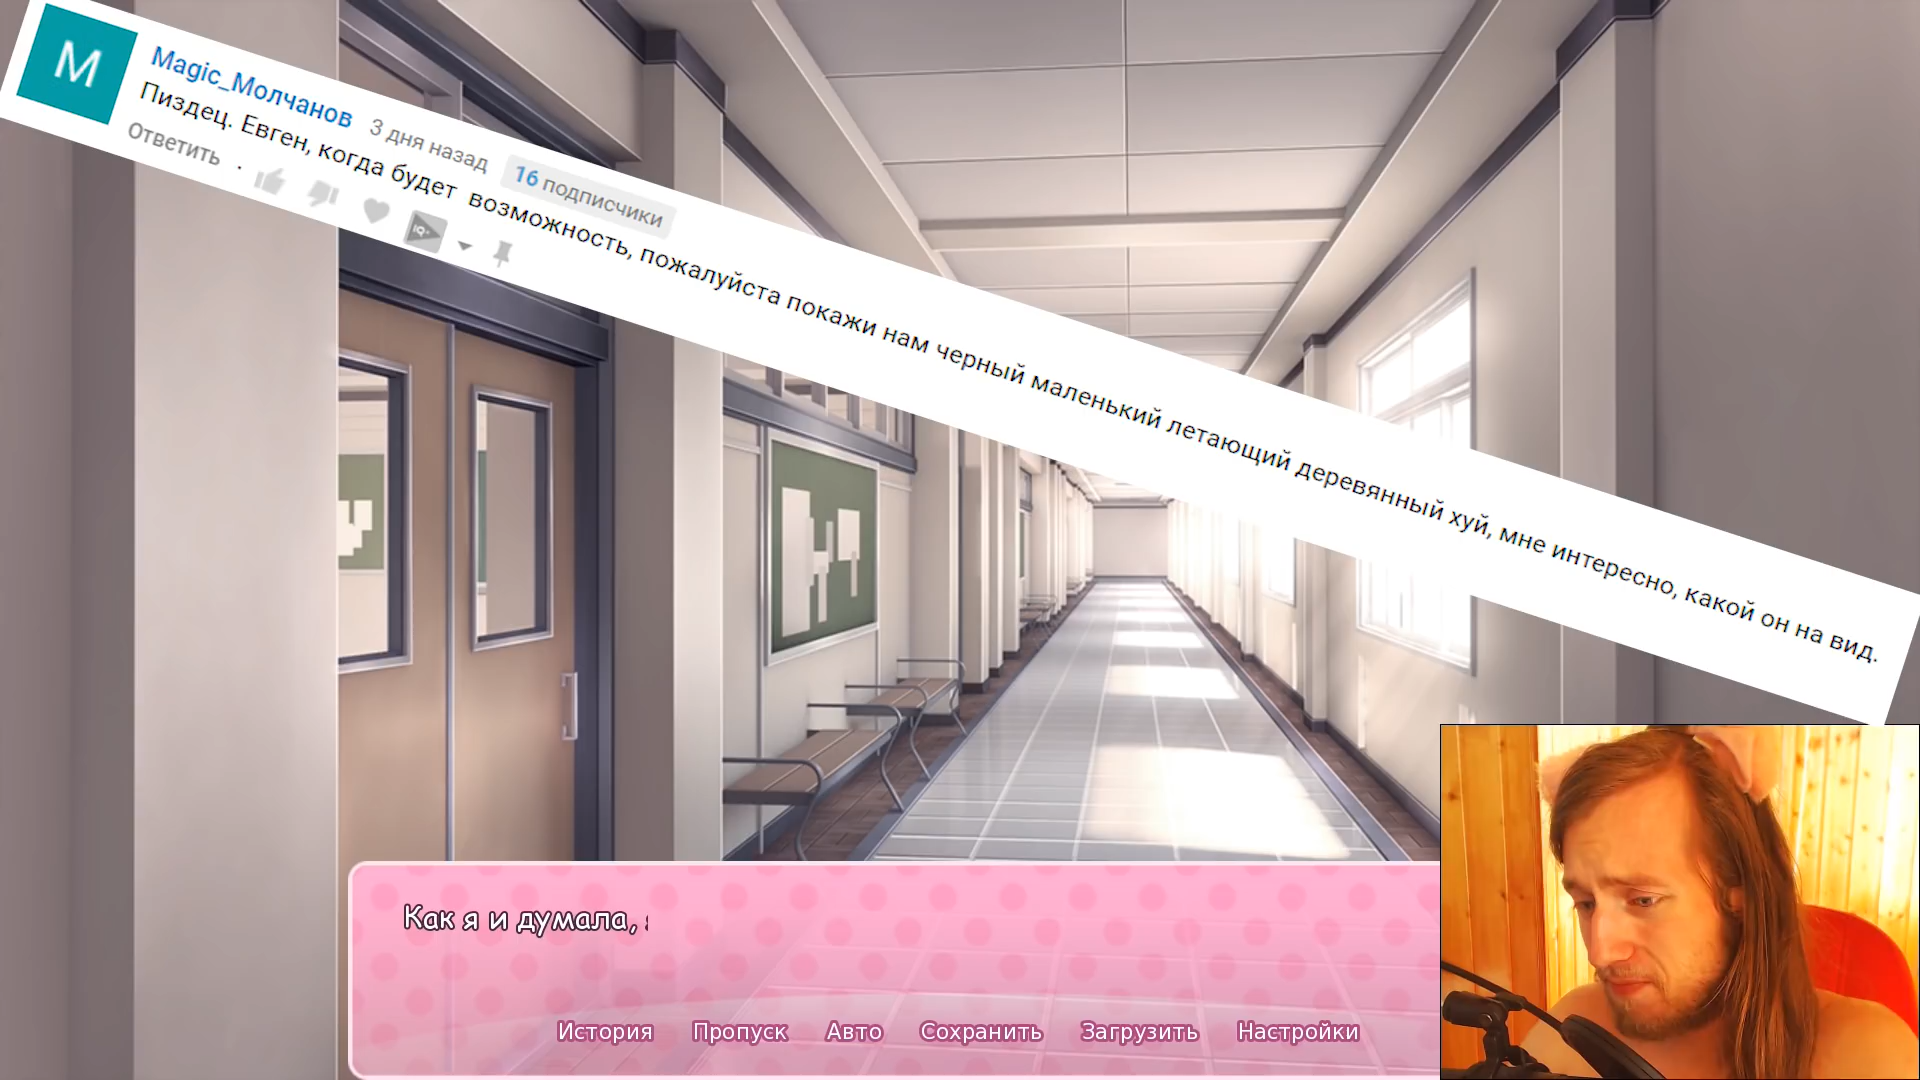 M
Magic_Молчанов 3 дня назад 16 подписчики
Пиздец. Евген, когда будет возможность, пожалуйста покажи нам черный маленький летающий деревянный хуй, мне интересно, какой он на вид.
Ответить .
IQ
Как я и думала,
История Пропуск Авто Сохранить Загрузить Настройки